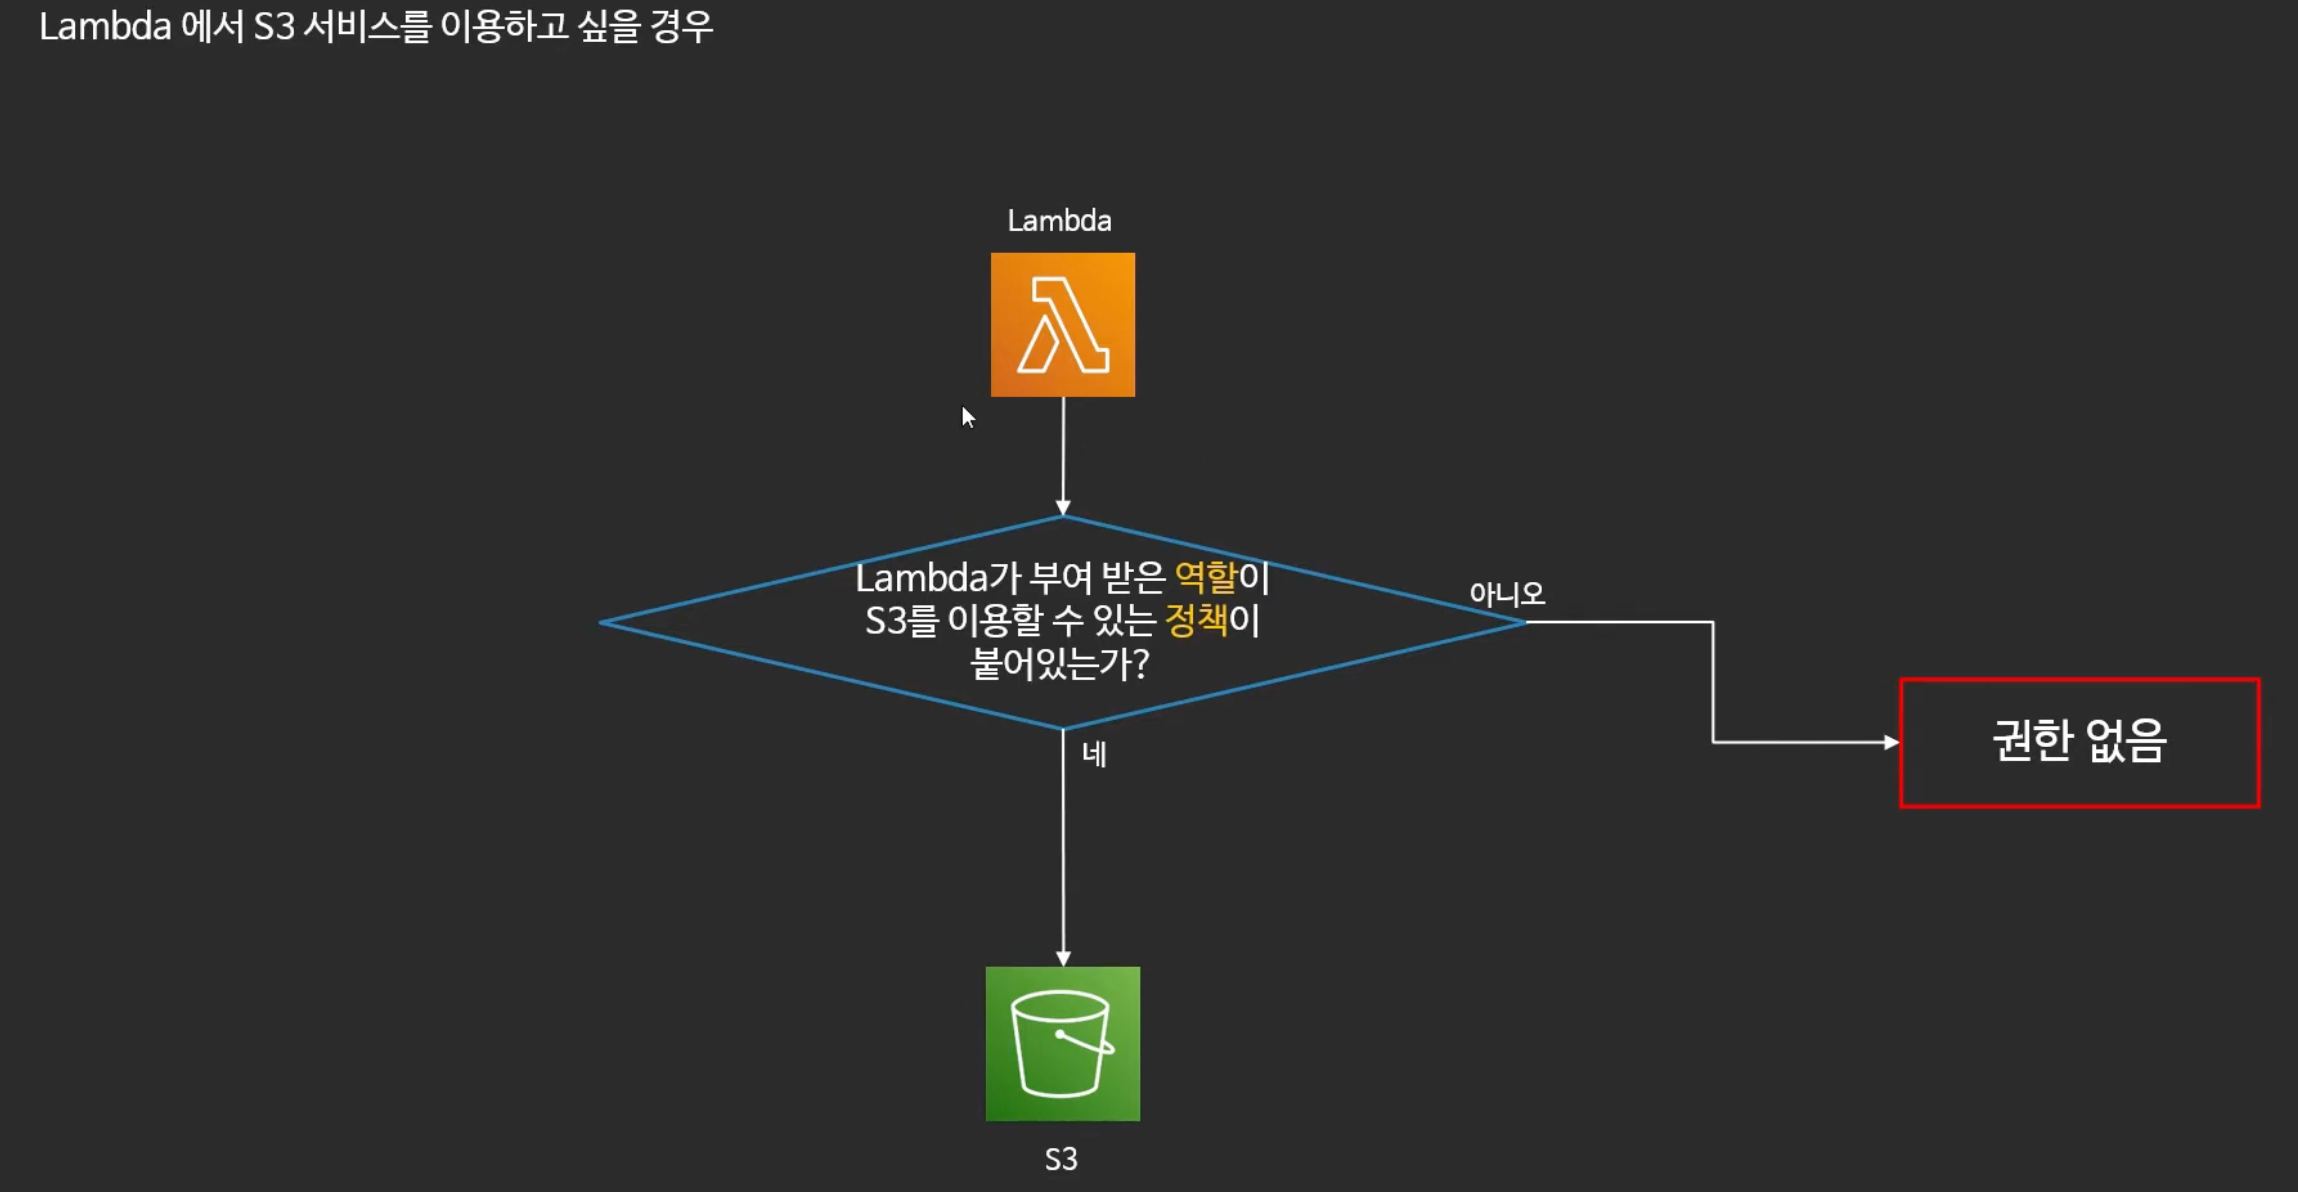 Lambda 에서 S3 서비스를 이용하고 싶을 경우
Lambda
Lambda가 부여 받은 역할이
S3를 이용할 수 있는 정책이
붙어있는가?
아니오
권한 없음
네
S3